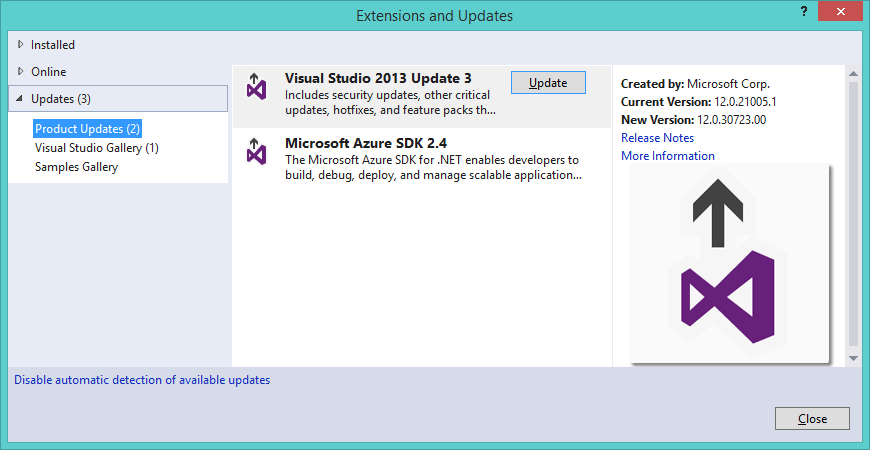 Extensions and Updates
?
Installed
Online
Updates (3)
Product Updates (2)
Visual Studio Gallery (1)
Samples Gallery
Visual Studio 2013 Update 3
Update
Includes security updates, other critical
updates, hotfixes, and feature packs th...
Microsoft Azure SDK 2.4
The Microsoft Azure SDK for .NET enables developers to
build, debug, deploy, and manage scalable application...
Created by: Microsoft Corp.
Current Version: 12.0.21005.1
New Version: 12.0.30723.00
Release Notes
More Information
Disable automatic detection of available updates
Close